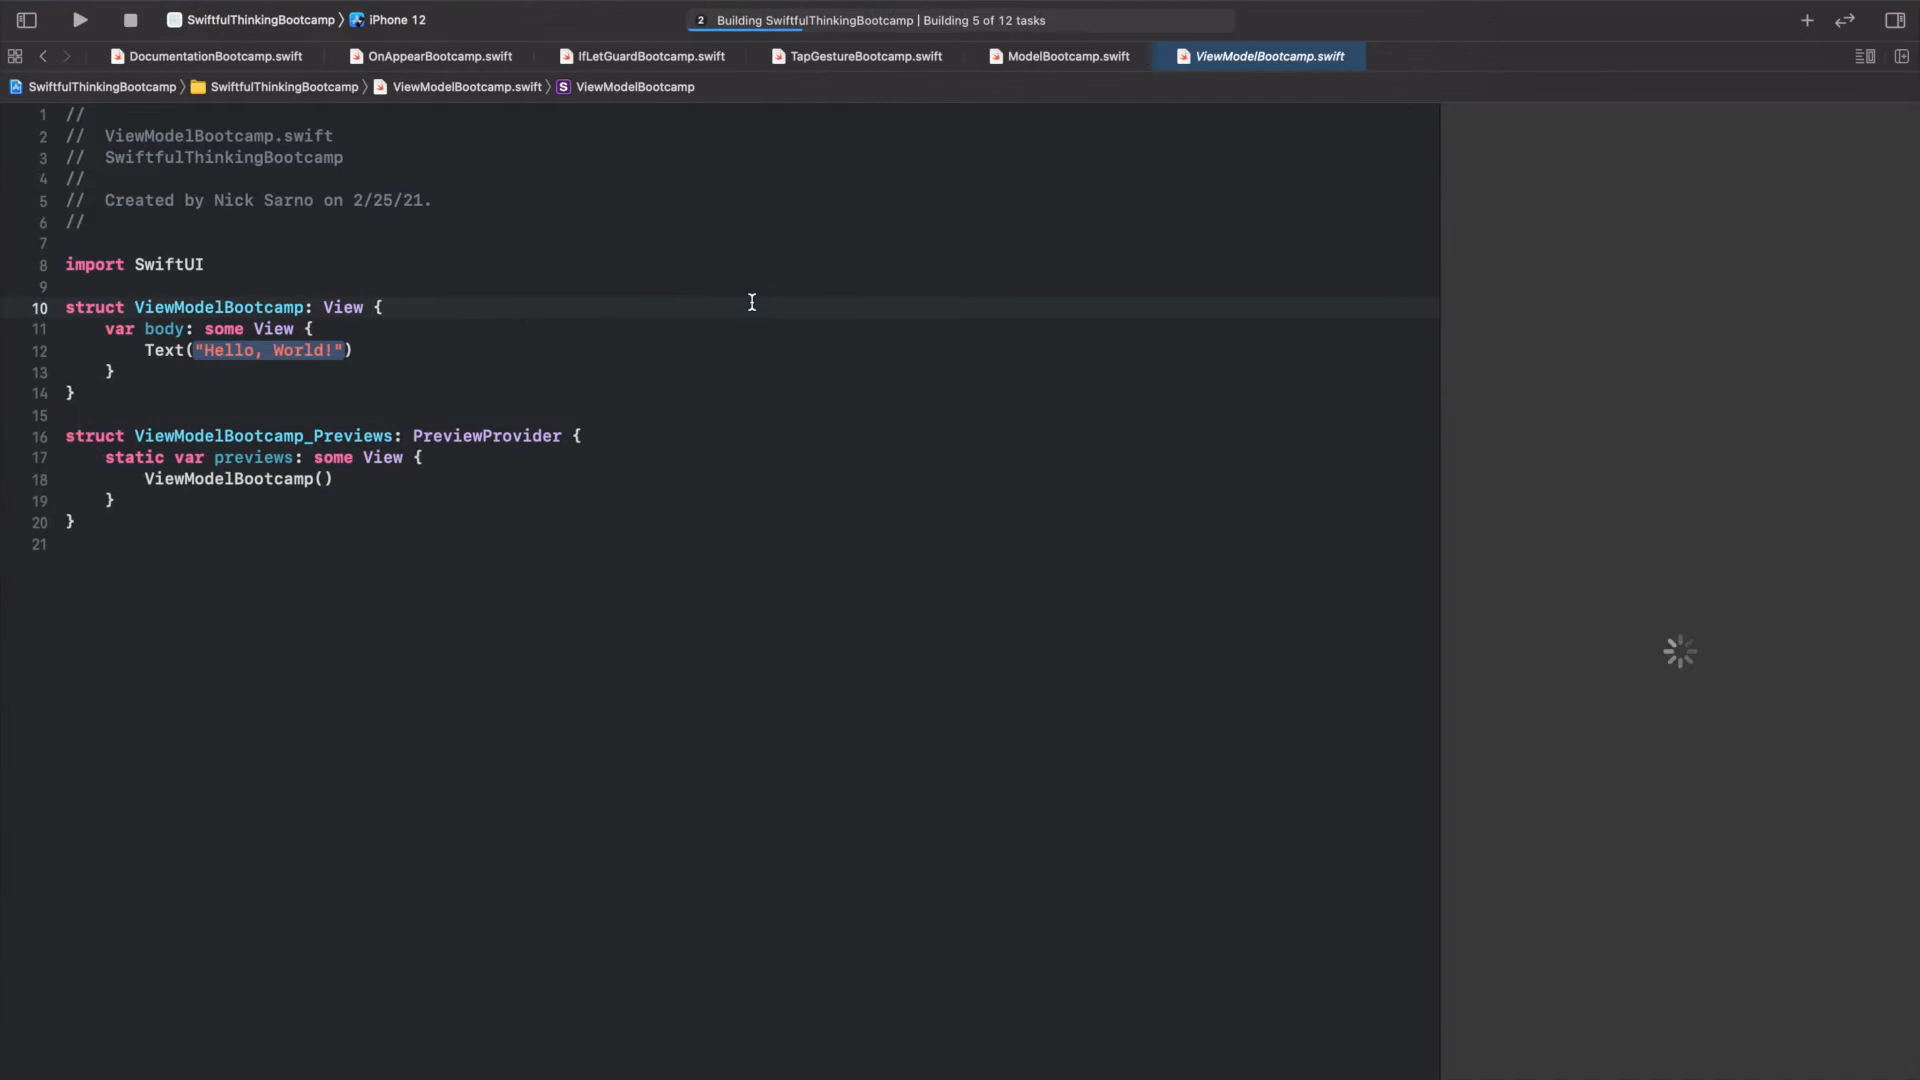 SwiftfulThinkingBootcamp 〉 iPhone 12
2 Building SwiftfulThinkingBootcamp | Building 5 of 12 tasks
DocumentationBootcamp.swift OnAppearBootcamp.swift IfLetGuardBootcamp.swift TapGestureBootcamp.swift ModelBootcamp.swift ViewModelBootcamp.swift
SwiftfulThinkingBootcamp 〉 SwiftfulThinkingBootcamp 〉 ViewModelBootcamp.swift 〉 S ViewModelBootcamp
1 //
2 //  ViewModelBootcamp.swift
3 //  SwiftfulThinkingBootcamp
4 //
5 //  Created by Nick Sarno on 2/25/21.
6 //
7
8 import SwiftUI
9
10 struct ViewModelBootcamp: View {
11     var body: some View {
12         Text("Hello, World!")
13     }
14 }
15
16 struct ViewModelBootcamp_Previews: PreviewProvider {
17     static var previews: some View {
18         ViewModelBootcamp()
19     }
20 }
21